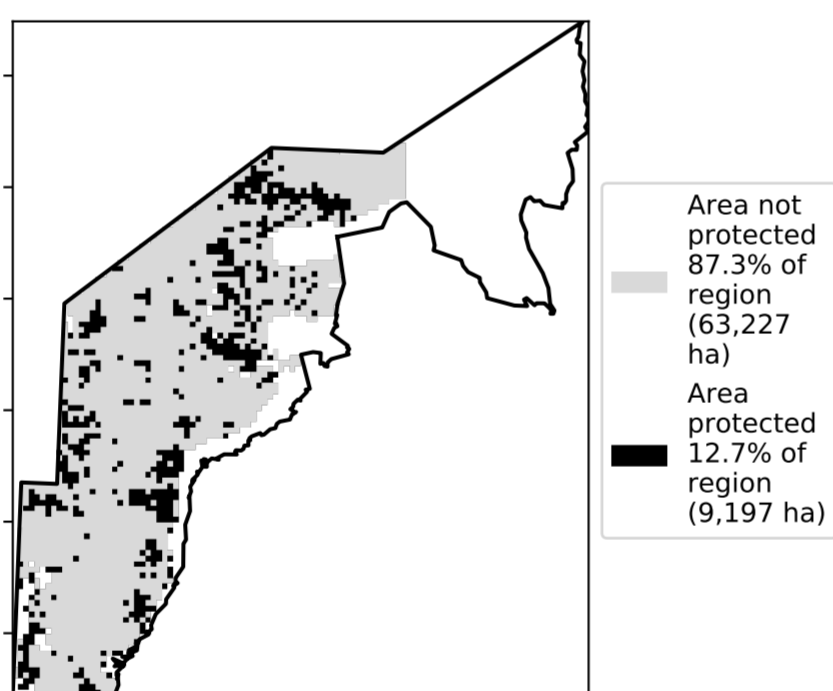 Area not
protected
87.3% of
region
(63,227
ha)
Area
protected
12.7% of
region
(9,197 ha)